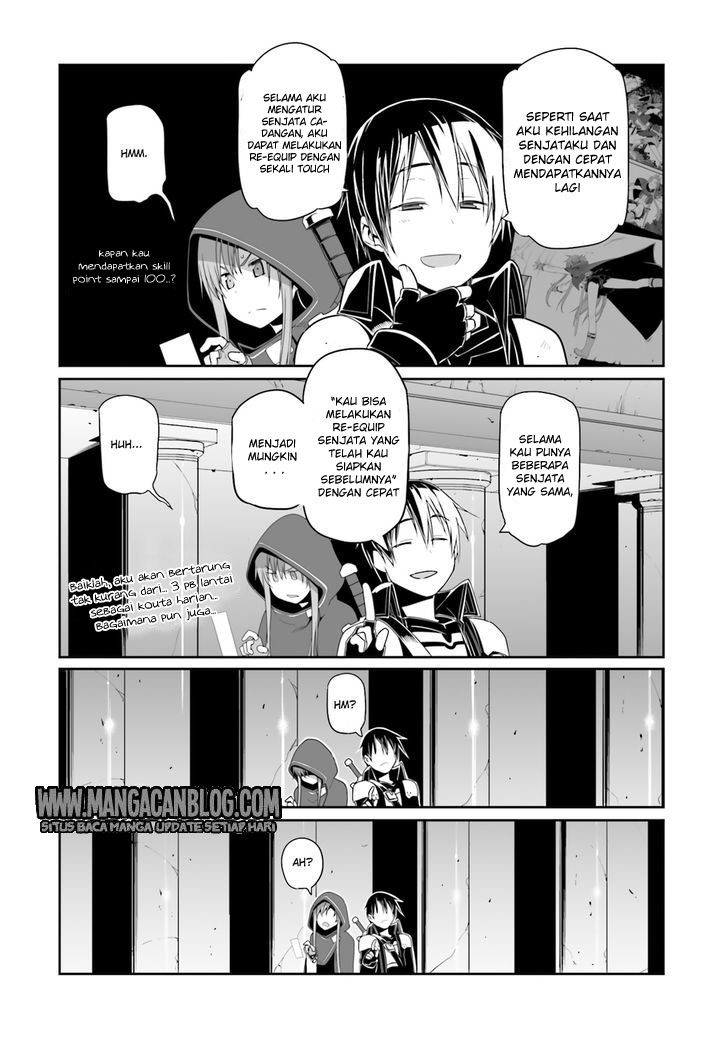 SEPERTI SAAT
AKU KEHILANGAN
SENJATAKU DAN
DENGAN CEPAT
MENDAPATKANNYA
LAGI
SELAMA AKU
MENGATUR
SENJATA CA-
DANGAN, AKU
DAPAT MELAKUKAN
RE-EQUIP DENGAN
SEKALI TOUCH
HMM.
kapan kau
mendapatkan skill
point sampai 100..?
SELAMA
KAU PUNYA
BEBERAPA
SENJATA
YANG SAMA,
"KAU BISA
MELAKUKAN
RE-EQUIP
SENJATA YANG
TELAH KAU
SIAPKAN
SEBELUMNYA"
DENGAN CEPAT
MENJADI
MUNGKIN
. . .
HUH...
Baiklah, aku akan bertarung
tak kurang dari... 3 PB lantai
sebagai kouta harian..
bagaimana pun juga...
HM?
WWW.MANGACANBLOG.COM
SITUS BACA MANGA UPDATE SETIAP HARI
AH?